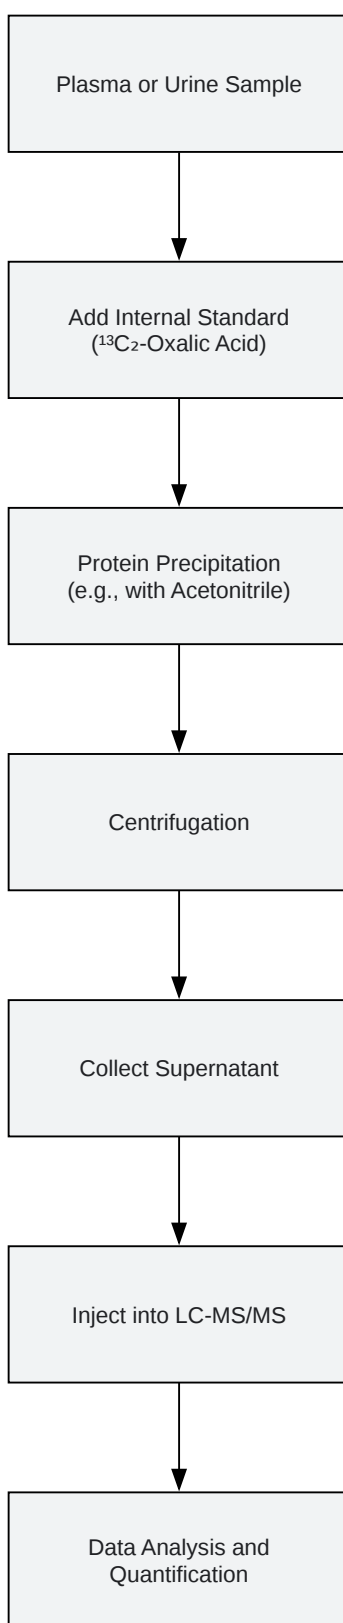 Plasma or Urine Sample
Add Internal Standard
(¹³C₂-Oxalic Acid)
Protein Precipitation
(e.g., with Acetonitrile)
Centrifugation
Collect Supernatant
Inject into LC-MS/MS
Data Analysis and
Quantification